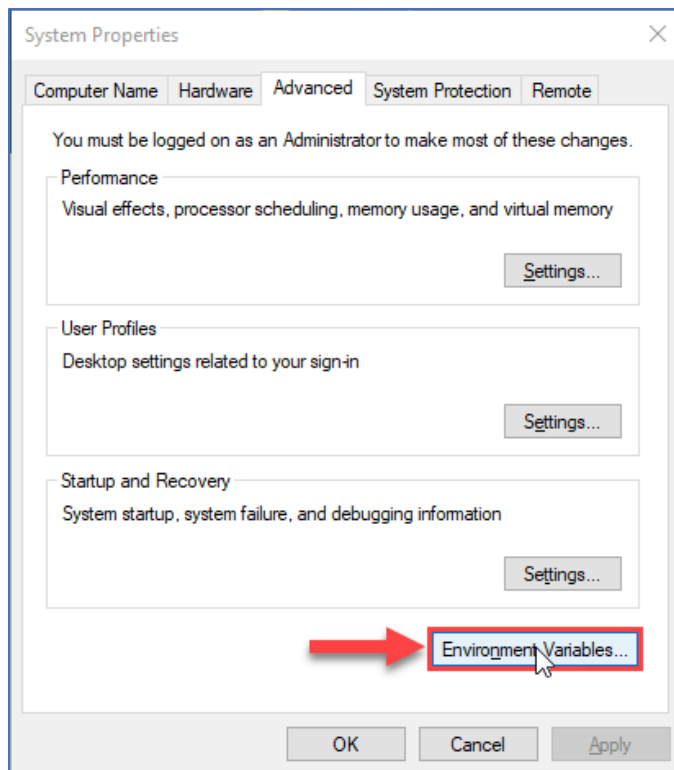 System Properties
Computer Name Hardware Advanced System Protection Remote
You must be logged on as an Administrator to make most of these changes.
Performance
Visual effects, processor scheduling, memory usage, and virtual memory
Settings...
User Profiles
Desktop settings related to your sign-in
Settings...
Startup and Recovery
System startup, system failure, and debugging information
Settings...
Environment Variables...
OK Cancel Apply